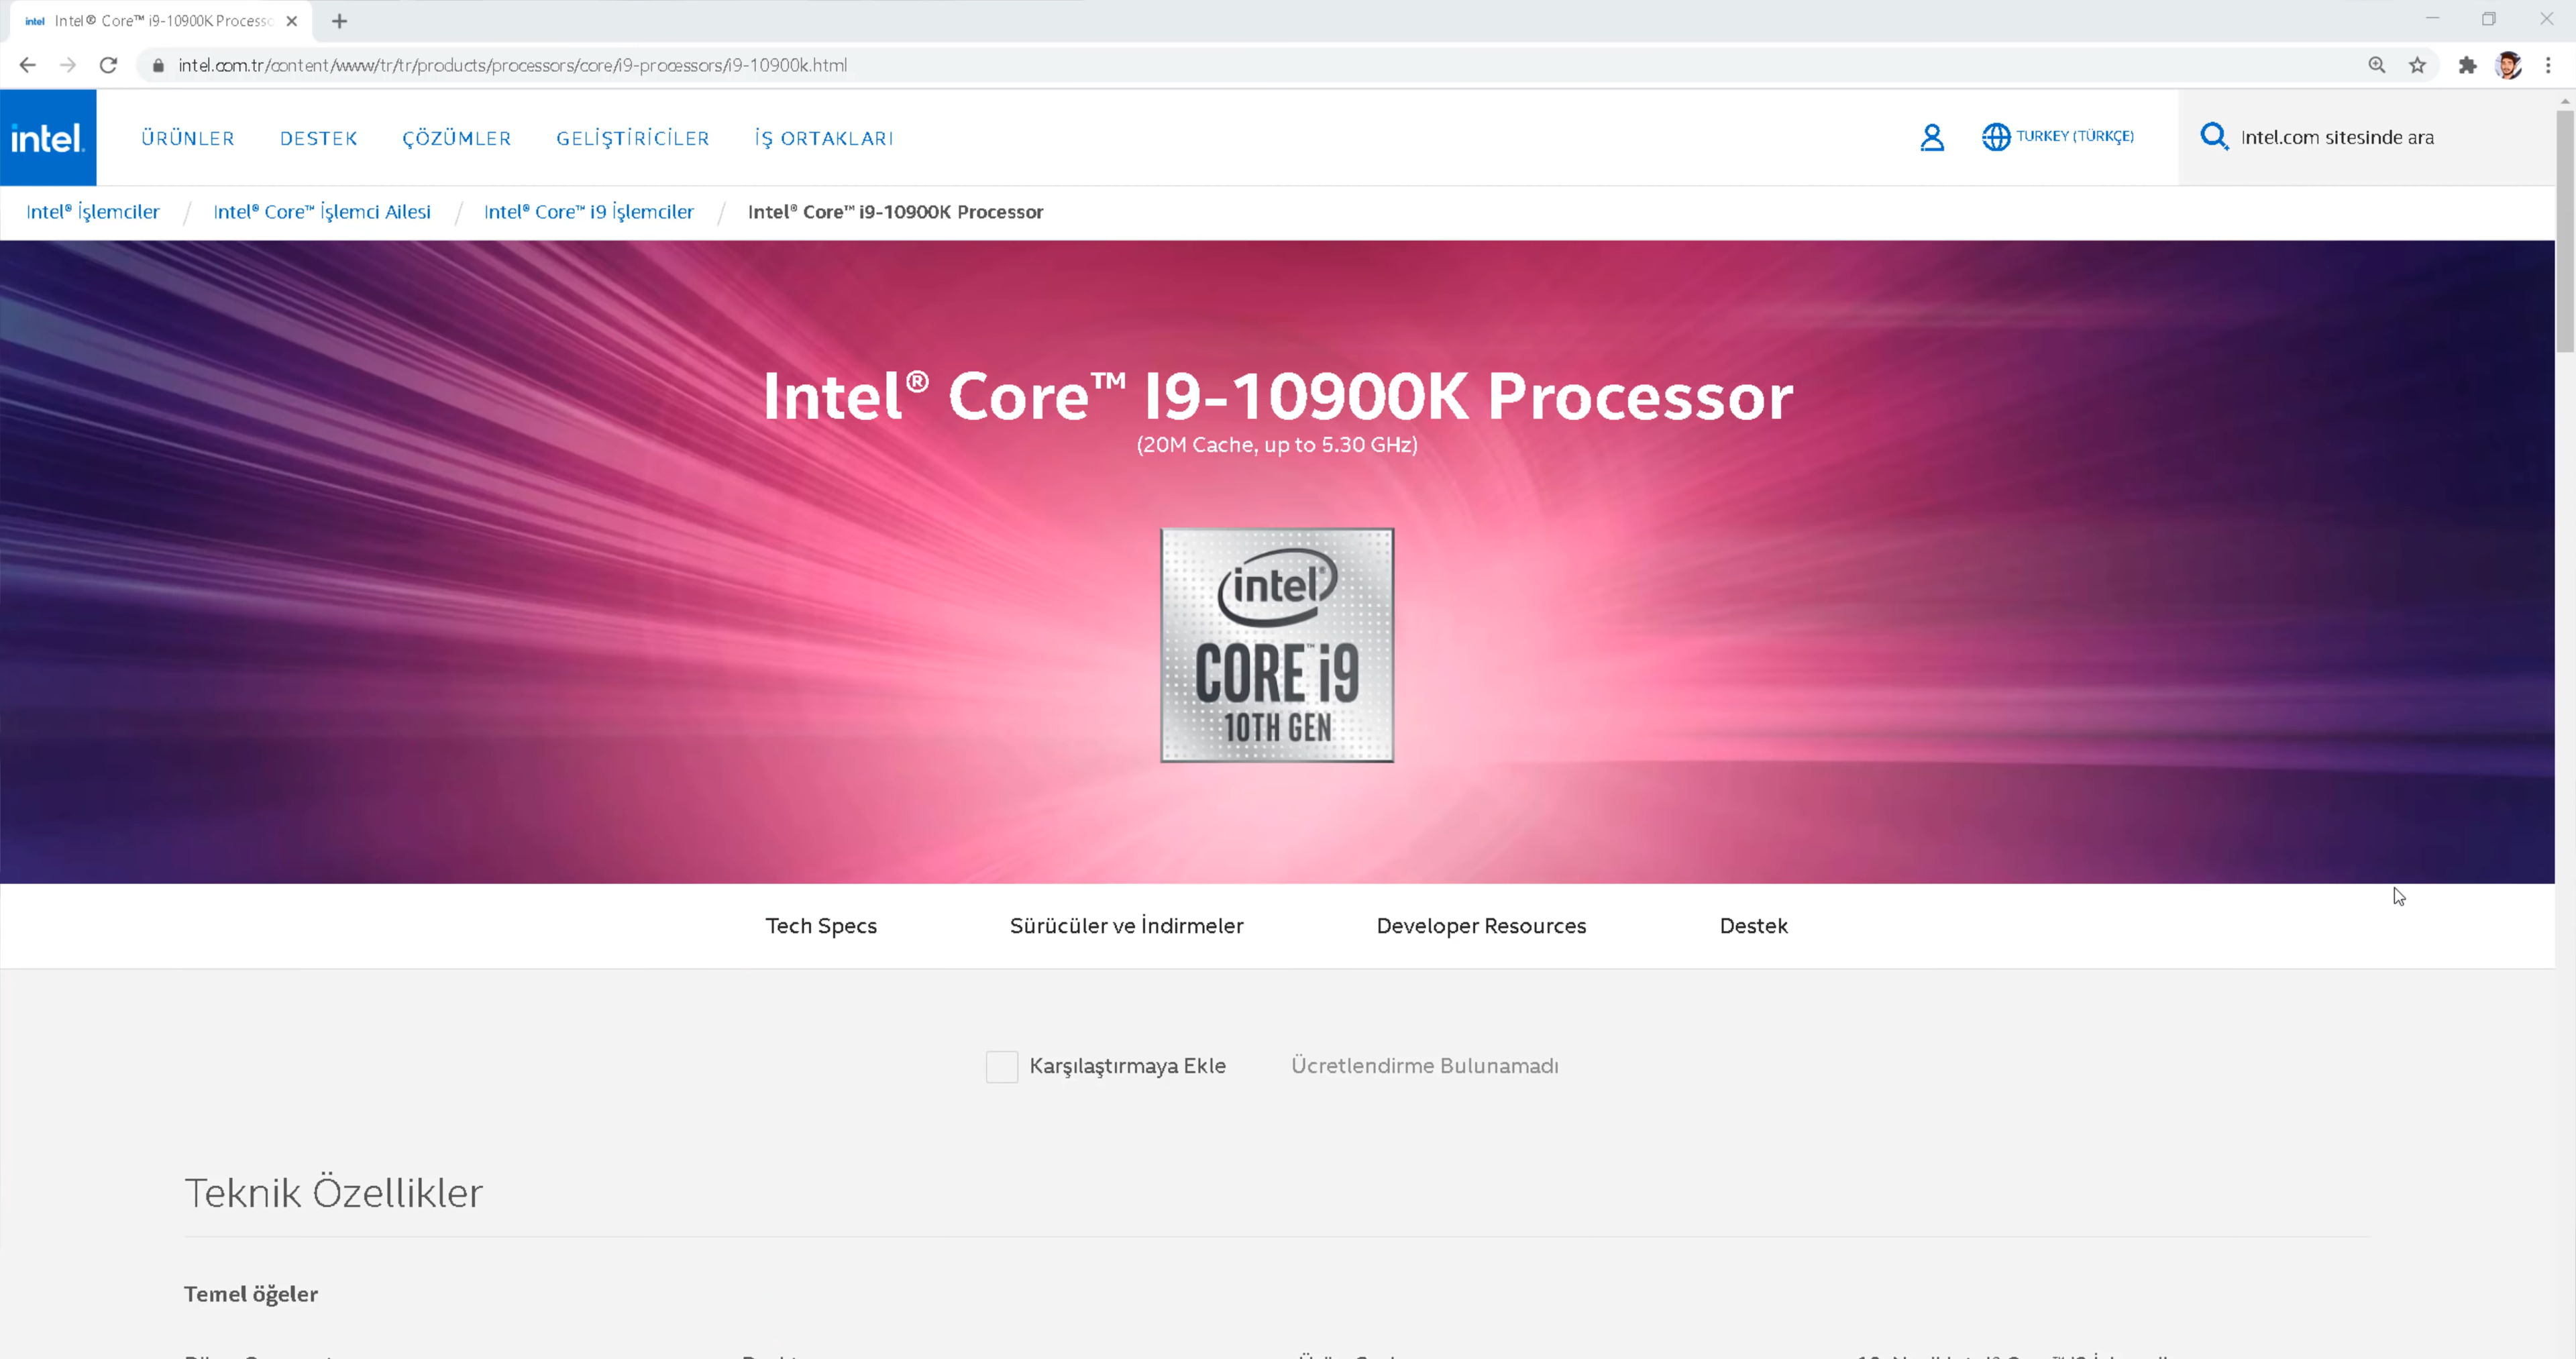 intel Intel® Core™ i9-10900K Process
intel.com.tr/content/www/tr/tr/products/processors/core/i9-processors/i9-10900k.html
intel. ÜRÜNLER DESTEK ÇÖZÜMLER GELİŞTİRİCİLER İŞ ORTAKLARI TURKEY (TÜRKÇE) Intel.com sitesinde ara
Intel® İşlemciler / Intel® Core™ İşlemci Ailesi / Intel® Core™ i9 İşlemciler / Intel® Core™ i9-10900K Processor
Intel® Core™ I9-10900K Processor
(20M Cache, up to 5.30 GHz)
intel®
CORE™ i9
10TH GEN
Tech Specs Sürücüler ve İndirmeler Developer Resources Destek
Karşılaştırmaya Ekle Ücretlendirme Bulunamadı
Teknik Özellikler
Temel öğeler